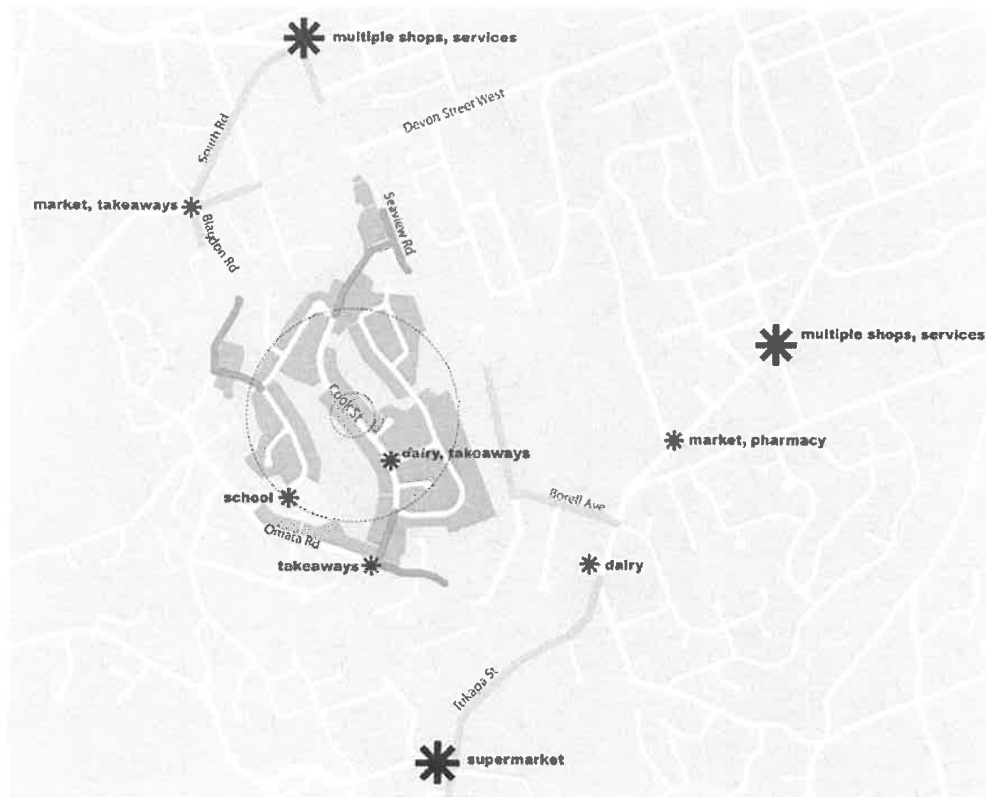 multiple shops, services
Devon Street West
South Rd
market, takeaways
Blaydon Rd
Seaview Rd
multiple shops, services
Cook St
market, pharmacy
dairy, takeaways
school
Borell Ave
Omata Rd
takeaways
dairy
Tukapa St
supermarket